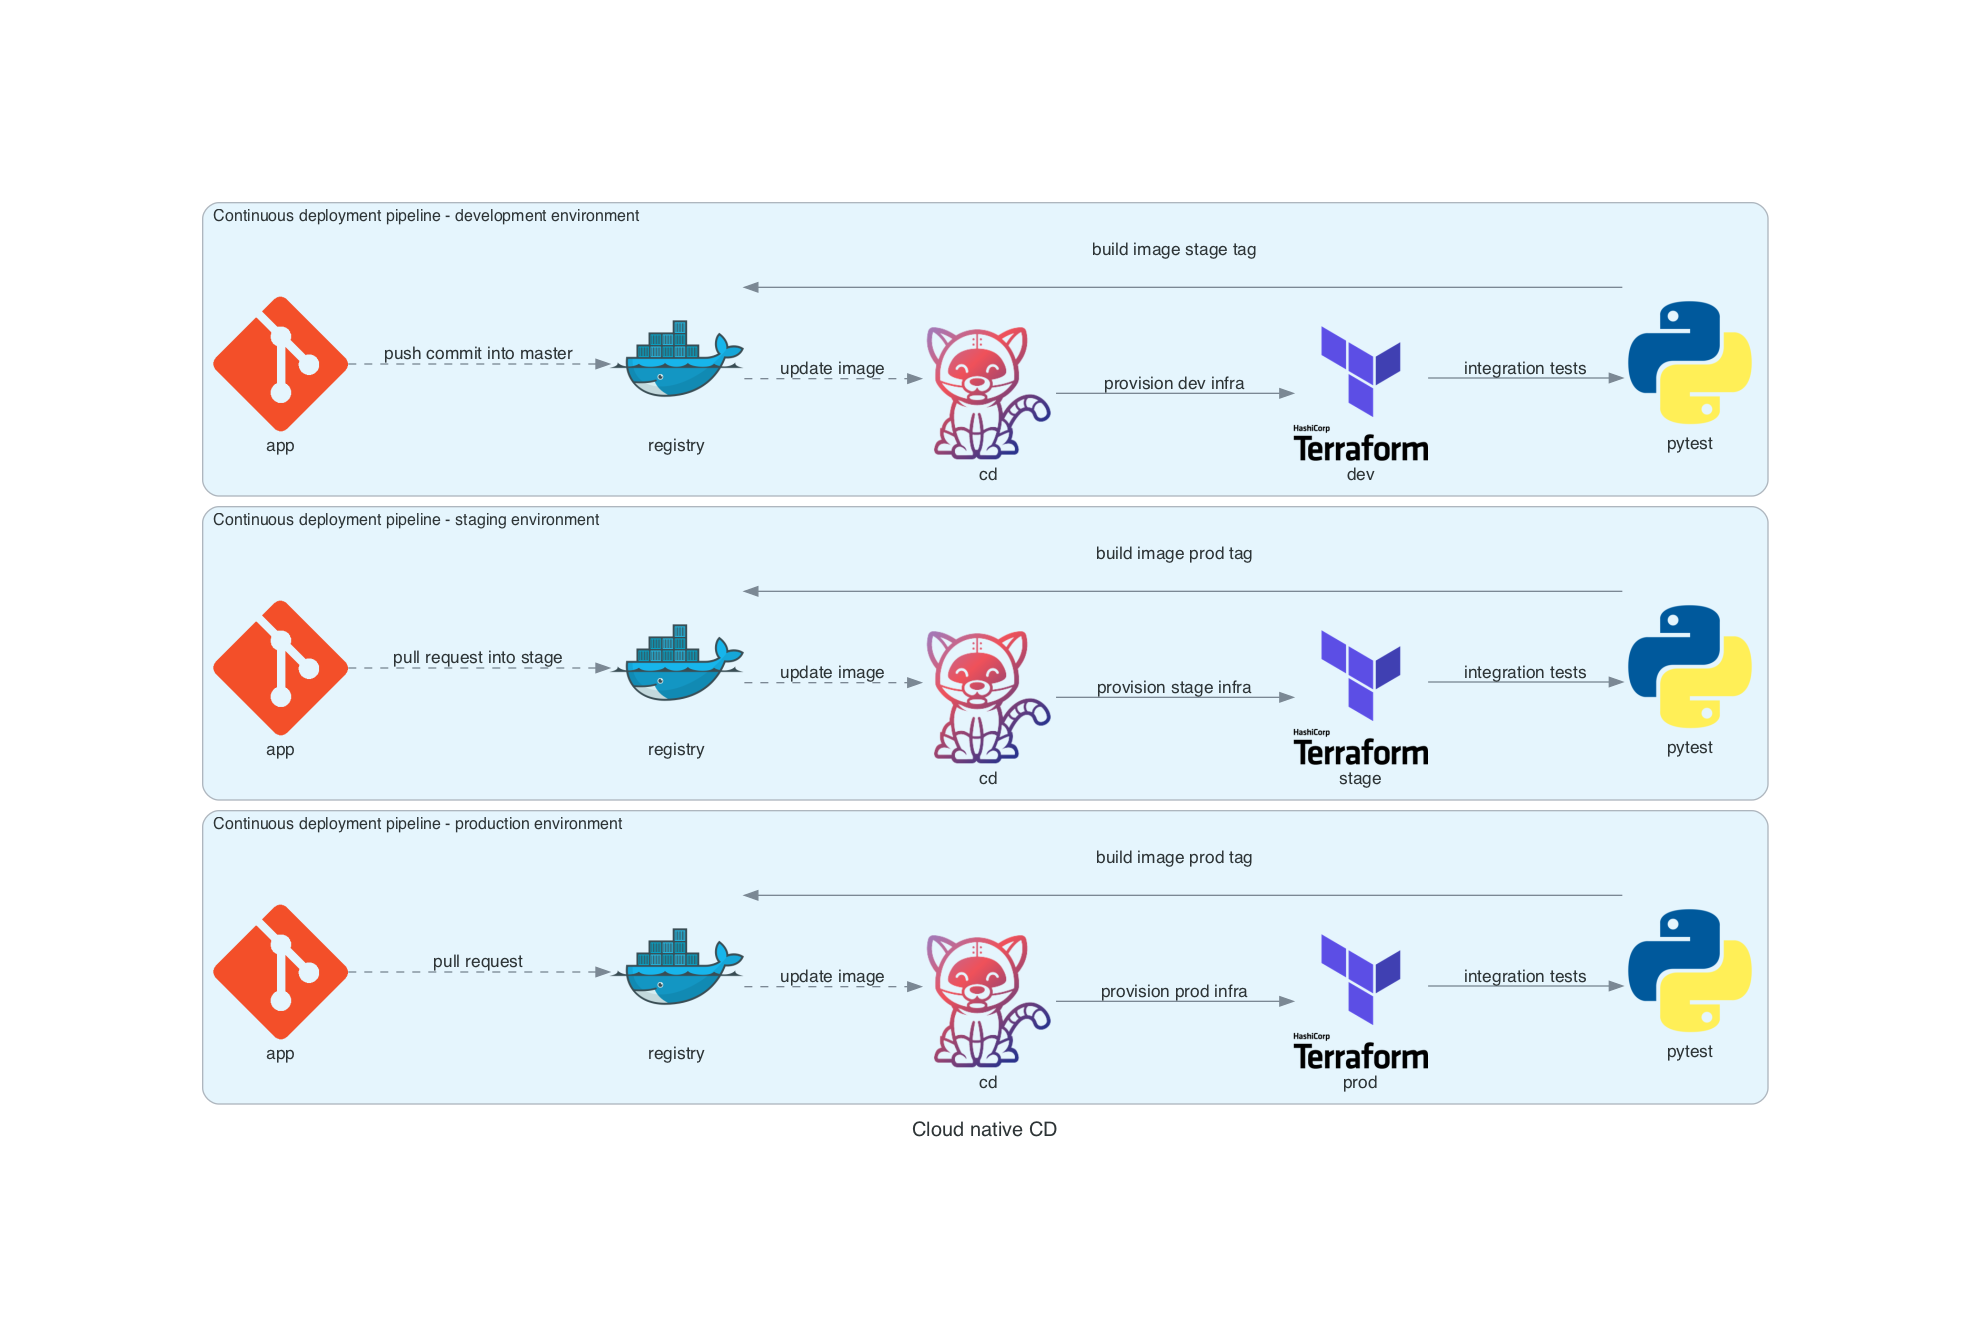 Continuous deployment pipeline - development environment
build image stage tag
push commit into master
update image
provision dev infra
integration tests
app
registry
cd
HashiCorp
Terraform
dev
pytest
Continuous deployment pipeline - staging environment
build image prod tag
pull request into stage
update image
provision stage infra
integration tests
app
registry
cd
HashiCorp
Terraform
stage
pytest
Continuous deployment pipeline - production environment
build image prod tag
pull request
update image
provision prod infra
integration tests
app
registry
cd
HashiCorp
Terraform
prod
pytest
Cloud native CD